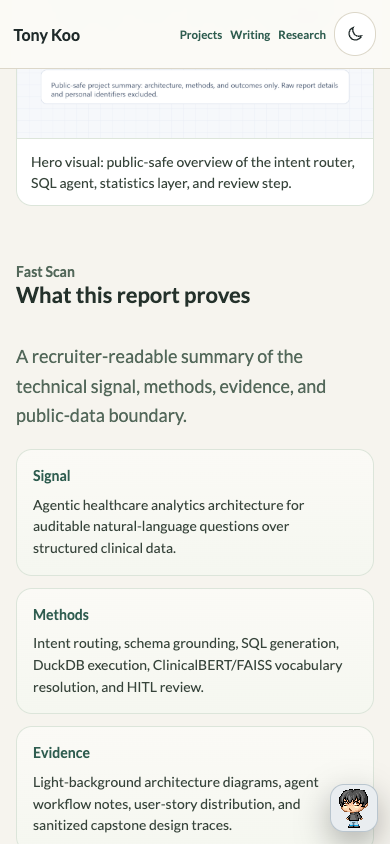 Tony Koo
Projects Writing Research
Public-safe project summary: architecture, methods, and outcomes only. Raw report details
and personal identifiers excluded.
Hero visual: public-safe overview of the intent router,
SQL agent, statistics layer, and review step.
Fast Scan
What this report proves
A recruiter-readable summary of the
technical signal, methods, evidence, and
public-data boundary.
Signal
Agentic healthcare analytics architecture for
auditable natural-language questions over
structured clinical data.
Methods
Intent routing, schema grounding, SQL generation,
DuckDB execution, ClinicalBERT/FAISS vocabulary
resolution, and HITL review.
Evidence
Light-background architecture diagrams, agent
workflow notes, user-story distribution, and
sanitized capstone design traces.